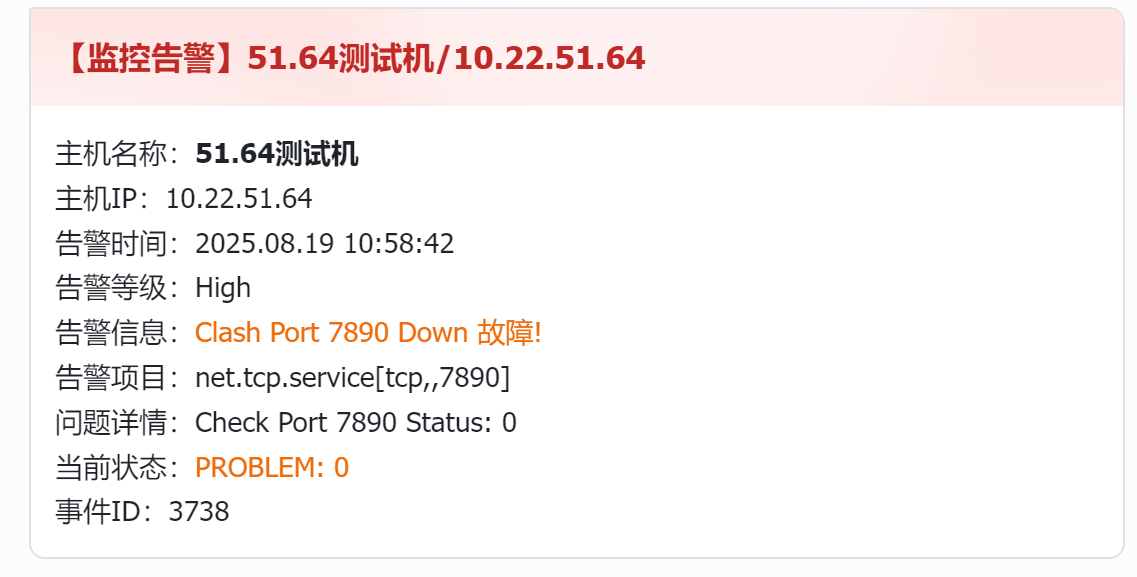 【监控告警】51.64测试机/10.22.51.64
主机名称：51.64测试机
主机IP：10.22.51.64
告警时间：2025.08.19 10:58:42
告警等级：High
告警信息：Clash Port 7890 Down 故障!
告警项目：net.tcp.service[tcp,,7890]
问题详情：Check Port 7890 Status: 0
当前状态：PROBLEM: 0
事件ID：3738